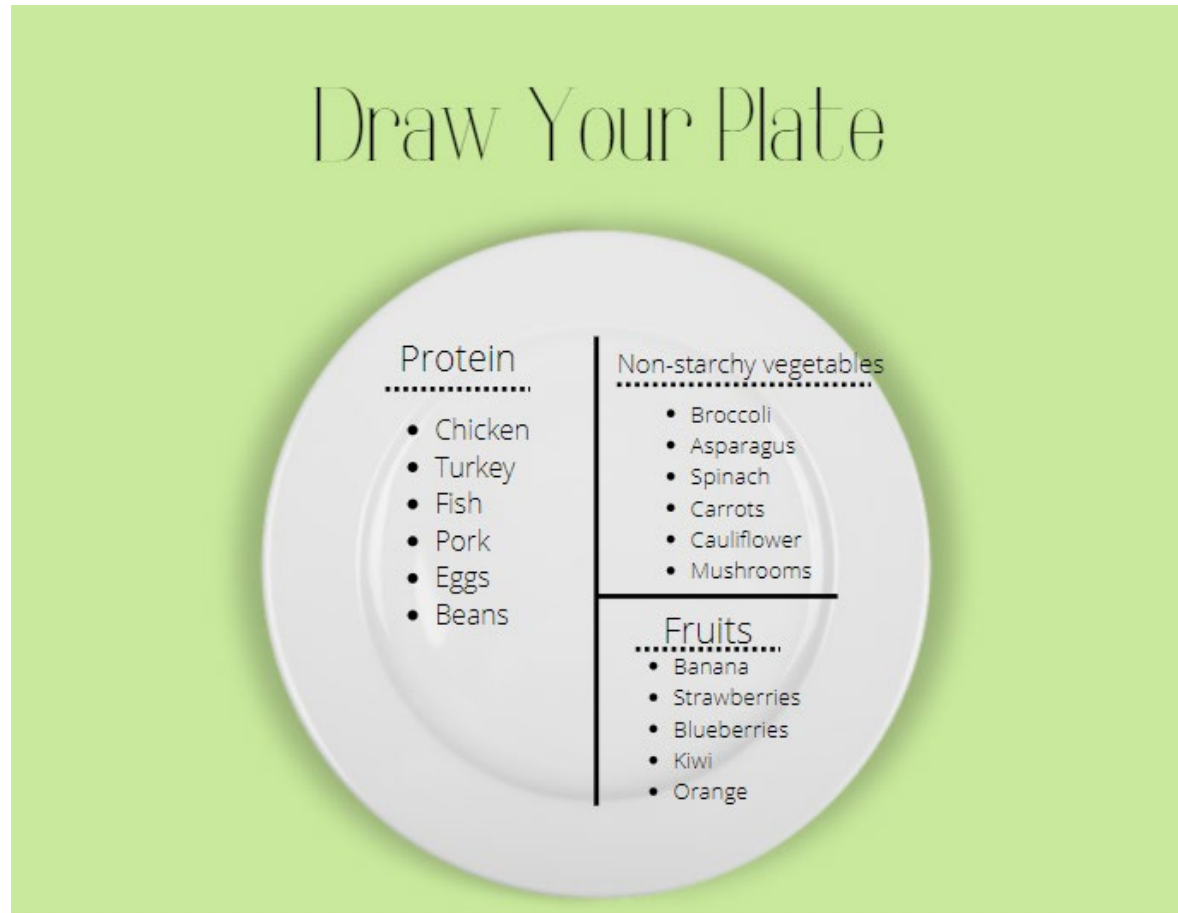 Draw Your Plate
Protein
• Chicken
• Turkey
• Fish
• Pork
• Eggs
• Beans
Non-starchy vegetables
• Broccoli
• Asparagus
• Spinach
• Carrots
• Cauliflower
• Mushrooms
Fruits
• Banana
• Strawberries
• Blueberries
• Kiwi
• Orange